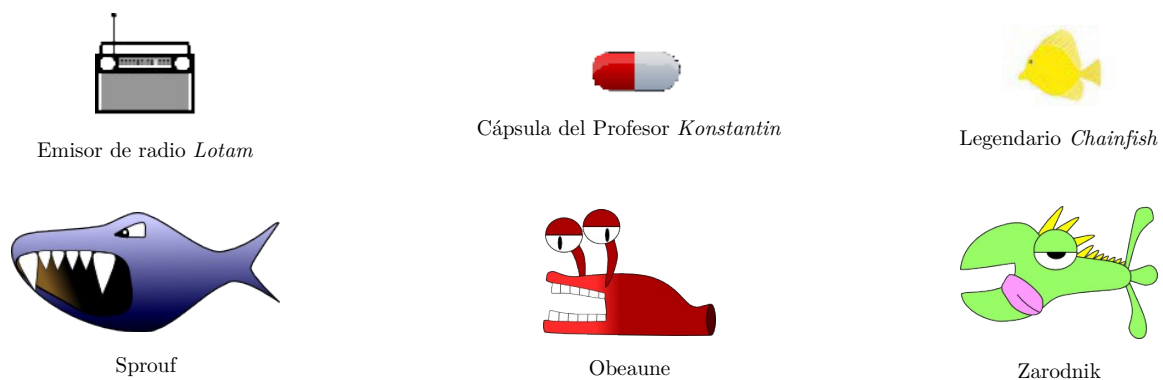 Emisor de radio Lotam
Cápsula del Profesor Konstantin
Legendario Chainfish
Sprouf
Obeaune
Zarodnik